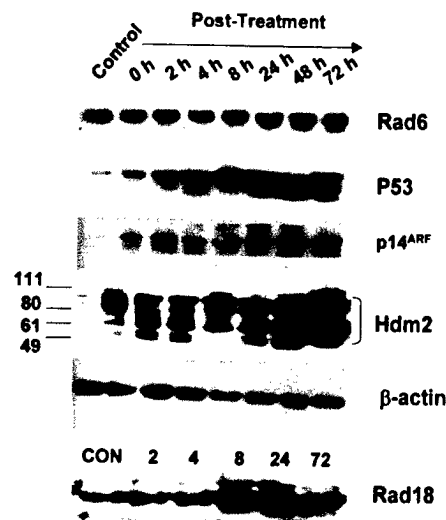 Post-Treatment
Control 0 h 2 h 4 h 8 h 24 h 48 h 72 h
Rad6
P53
p14ARF
111
80
61
49
Hdm2
β-actin
CON 2 4 8 24 72
Rad18